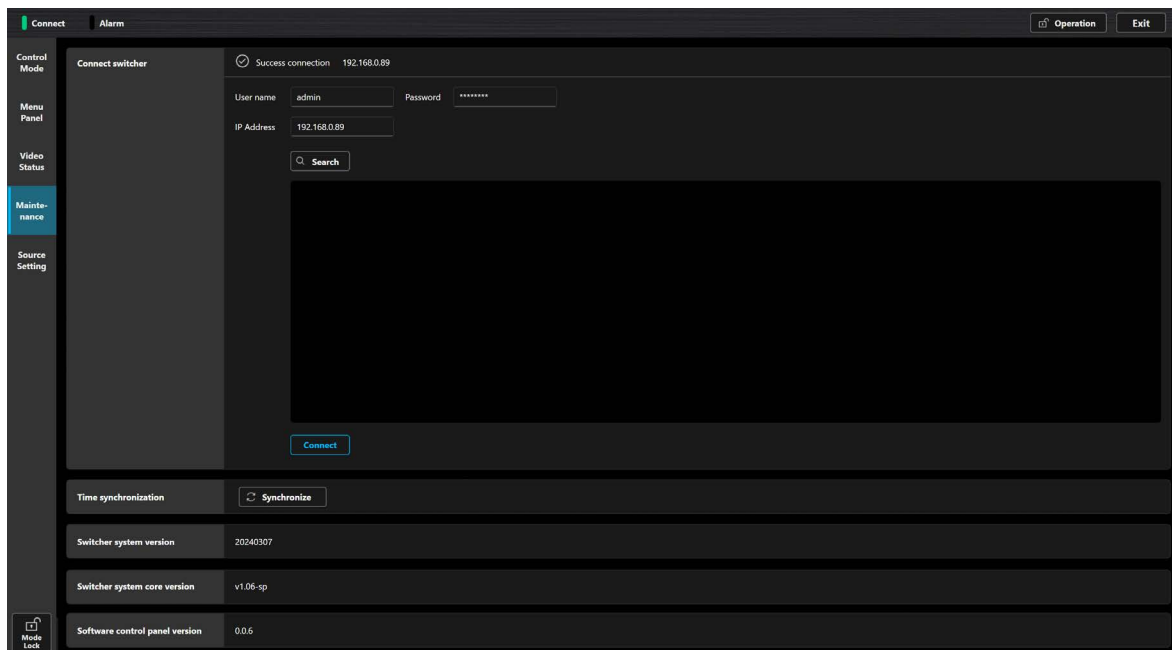 Connect Alarm Operation Exit
Control
Mode
Menu
Panel
Video
Status
Mainte-
nance
Source
Setting
Mode
Lock
Connect switcher
Success connection 192.168.0.89
User name admin Password ********
IP Address 192.168.0.89
Search
Connect
Time synchronization Synchronize
Switcher system version 20240307
Switcher system core version v1.06-sp
Software control panel version 0.0.6